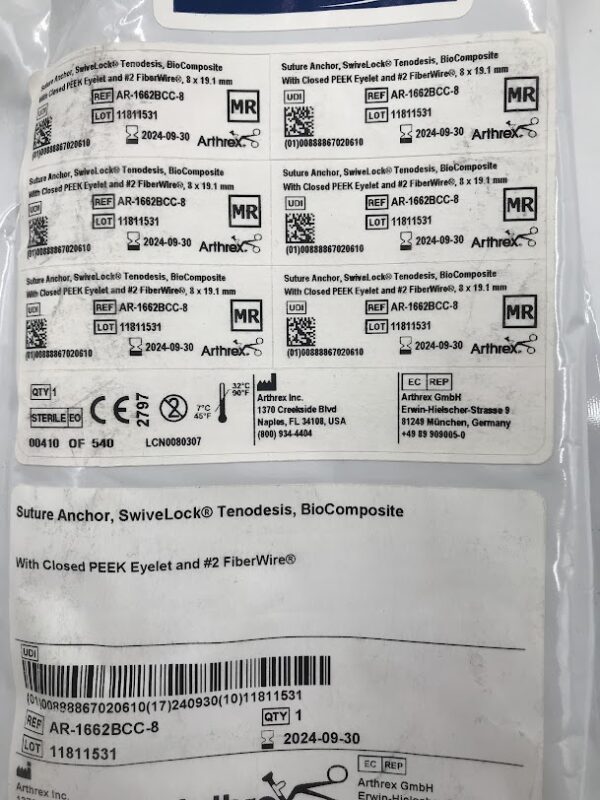 Suture Anchor, SwiveLock® Tenodesis, BioComposite
With Closed PEEK Eyelet and #2 FiberWire®, 8 x 19.1 mm
UDI
REF AR-1662BCC-8
MR
LOT 11811531
2024-09-30
Arthrex
(01)00888867020610
Suture Anchor, SwiveLock® Tenodesis, BioComposite
With Closed PEEK Eyelet and #2 FiberWire®, 8 x 19.1 mm
UDI
REF AR-1662BCC-8
MR
LOT 11811531
2024-09-30
Arthrex
(01)00888867020610
Suture Anchor, SwiveLock® Tenodesis, BioComposite
With Closed PEEK Eyelet and #2 FiberWire®, 8 x 19.1 mm
UDI
REF AR-1662BCC-8
MR
LOT 11811531
2024-09-30
Arthrex
(01)00888867020610
Suture Anchor, SwiveLock® Tenodesis, BioComposite
With Closed PEEK Eyelet and #2 FiberWire®, 8 x 19.1 mm
UDI
REF AR-1662BCC-8
MR
LOT 11811531
2024-09-30
Arthrex
(01)00888867020610
Suture Anchor, SwiveLock® Tenodesis, BioComposite
With Closed PEEK Eyelet and #2 FiberWire®, 8 x 19.1 mm
UDI
REF AR-1662BCC-8
MR
LOT 11811531
2024-09-30
Arthrex
(01)00888867020610
Suture Anchor, SwiveLock® Tenodesis, BioComposite
With Closed PEEK Eyelet and #2 FiberWire®, 8 x 19.1 mm
UDI
REF AR-1662BCC-8
MR
LOT 11811531
2024-09-30
Arthrex
(01)00888867020610
QTY 1
STERILE EO
CE 2797
2
7°C
45°F
32°C
90°F
00410 OF 540
LCN0080307
Arthrex Inc.
1370 Creekside Blvd
Naples, FL 34108, USA
(800) 934-4404
EC REP
Arthrex GmbH
Erwin-Hielscher-Strasse 9
81249 München, Germany
+49 89 909005-0
Suture Anchor, SwiveLock® Tenodesis, BioComposite
With Closed PEEK Eyelet and #2 FiberWire®
UDI
(01)00888867020610(17)240930(10)11811531
REF AR-1662BCC-8
QTY 1
LOT 11811531
2024-09-30
EC REP
Arthrex Inc.
Arthrex GmbH